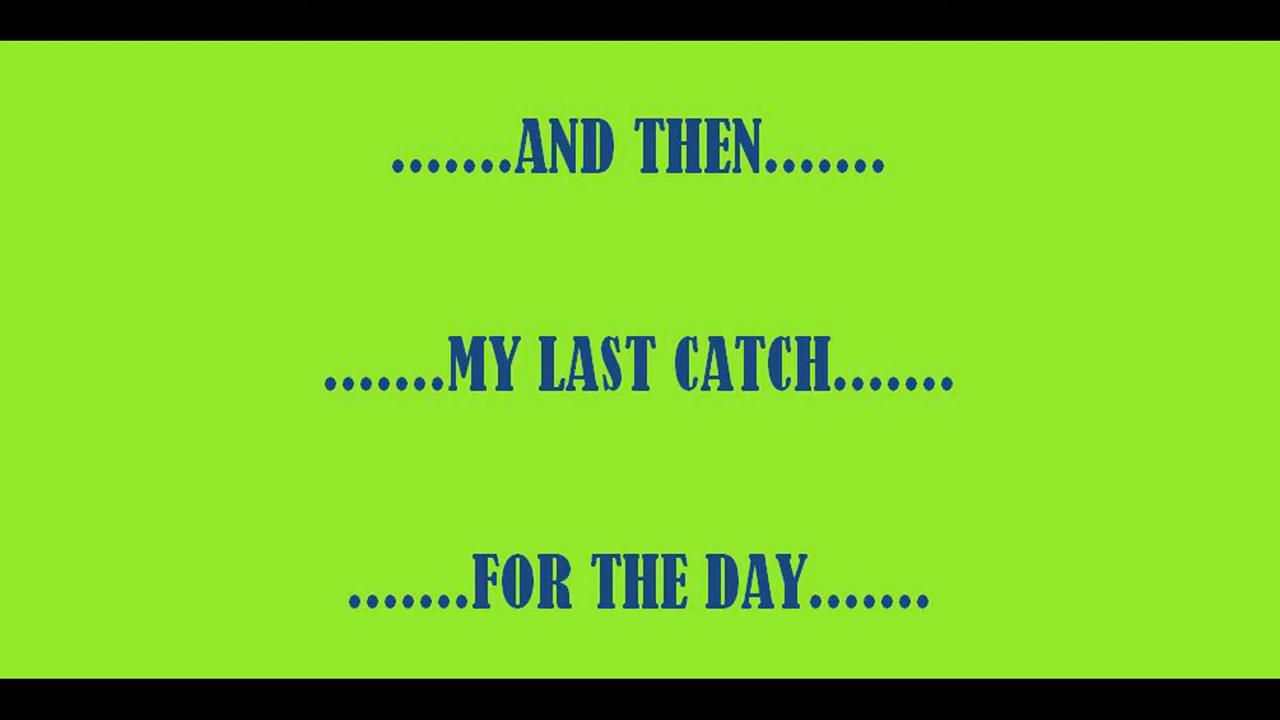 .......AND THEN.......
.......MY LAST CATCH.......
.......FOR THE DAY.......